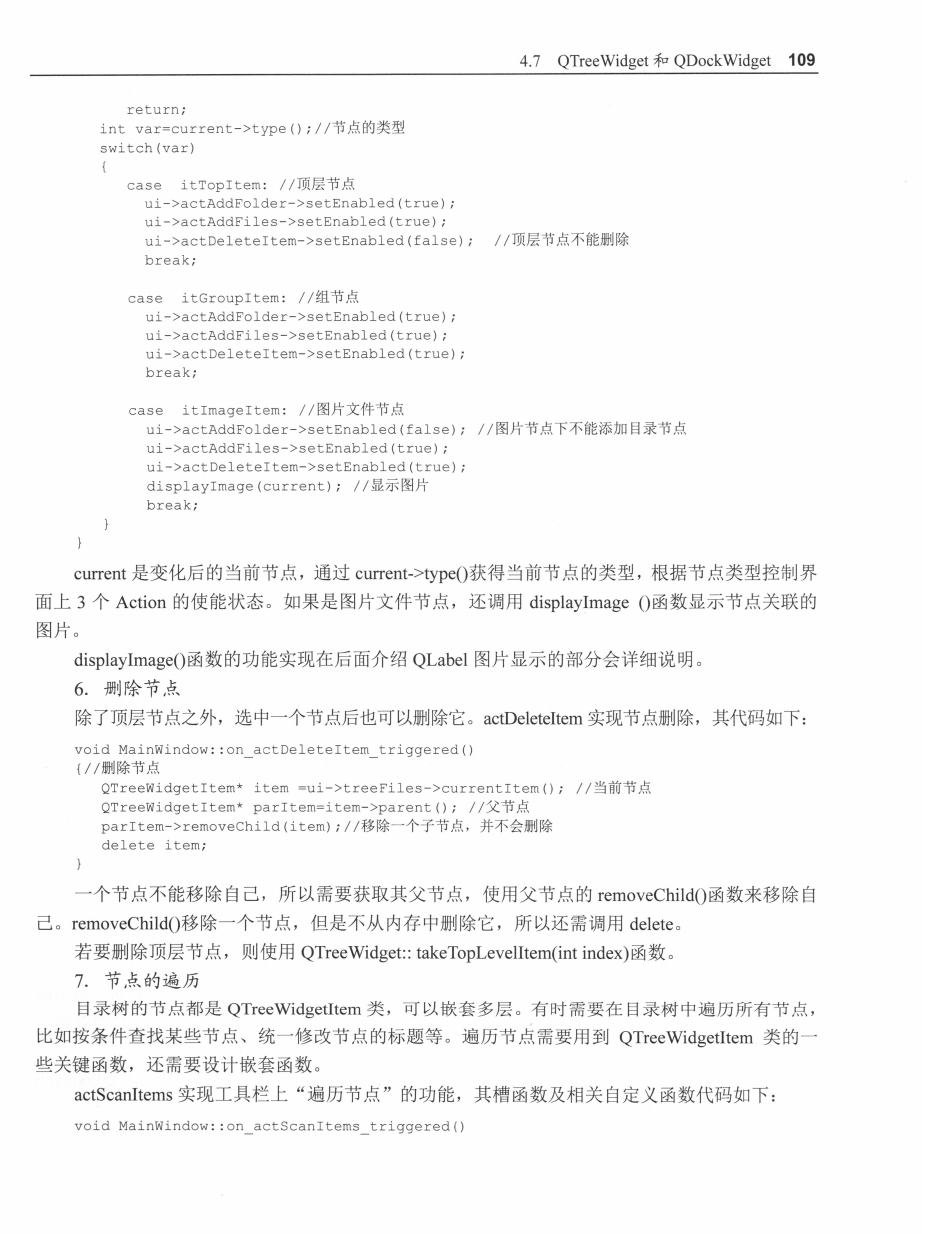 4.7 QTreeWidget 和 QDockWidget 109
return;
int var=current->type();//节点的类型
switch(var)
{
case itTopItem: //顶层节点
ui->actAddFolder->setEnabled(true);
ui->actAddFiles->setEnabled(true);
ui->actDeleteItem->setEnabled(false); //顶层节点不能删除
break;
case itGroupItem: //组节点
ui->actAddFolder->setEnabled(true);
ui->actAddFiles->setEnabled(true);
ui->actDeleteItem->setEnabled(true);
break;
case itImageItem: //图片文件节点
ui->actAddFolder->setEnabled(false); //图片节点下不能添加目录节点
ui->actAddFiles->setEnabled(true);
ui->actDeleteItem->setEnabled(true);
displayImage(current); //显示图片
break;
}
}
current 是变化后的当前节点，通过 current->type()获得当前节点的类型，根据节点类型控制界
面上 3 个 Action 的使能状态。如果是图片文件节点，还调用 displayImage ()函数显示节点关联的
图片。
displayImage()函数的功能实现在后面介绍 QLabel 图片显示的部分会详细说明。
6．删除节点
除了顶层节点之外，选中一个节点后也可以删除它。actDeleteItem 实现节点删除，其代码如下：
void MainWindow::on_actDeleteItem_triggered()
{//删除节点
QTreeWidgetItem* item =ui->treeFiles->currentItem(); //当前节点
QTreeWidgetItem* parItem=item->parent(); //父节点
parItem->removeChild(item);//移除一个子节点，并不会删除
delete item;
}
一个节点不能移除自己，所以需要获取其父节点，使用父节点的 removeChild()函数来移除自
己。removeChild()移除一个节点，但是不从内存中删除它，所以还需调用 delete。
若要删除顶层节点，则使用 QTreeWidget:: takeTopLevelItem(int index)函数。
7．节点的遍历
目录树的节点都是 QTreeWidgetItem 类，可以嵌套多层。有时需要在目录树中遍历所有节点，
比如按条件查找某些节点、统一修改节点的标题等。遍历节点需要用到 QTreeWidgetItem 类的一
些关键函数，还需要设计嵌套函数。
actScanItems 实现工具栏上“遍历节点”的功能，其槽函数及相关自定义函数代码如下：
void MainWindow::on_actScanItems_triggered()